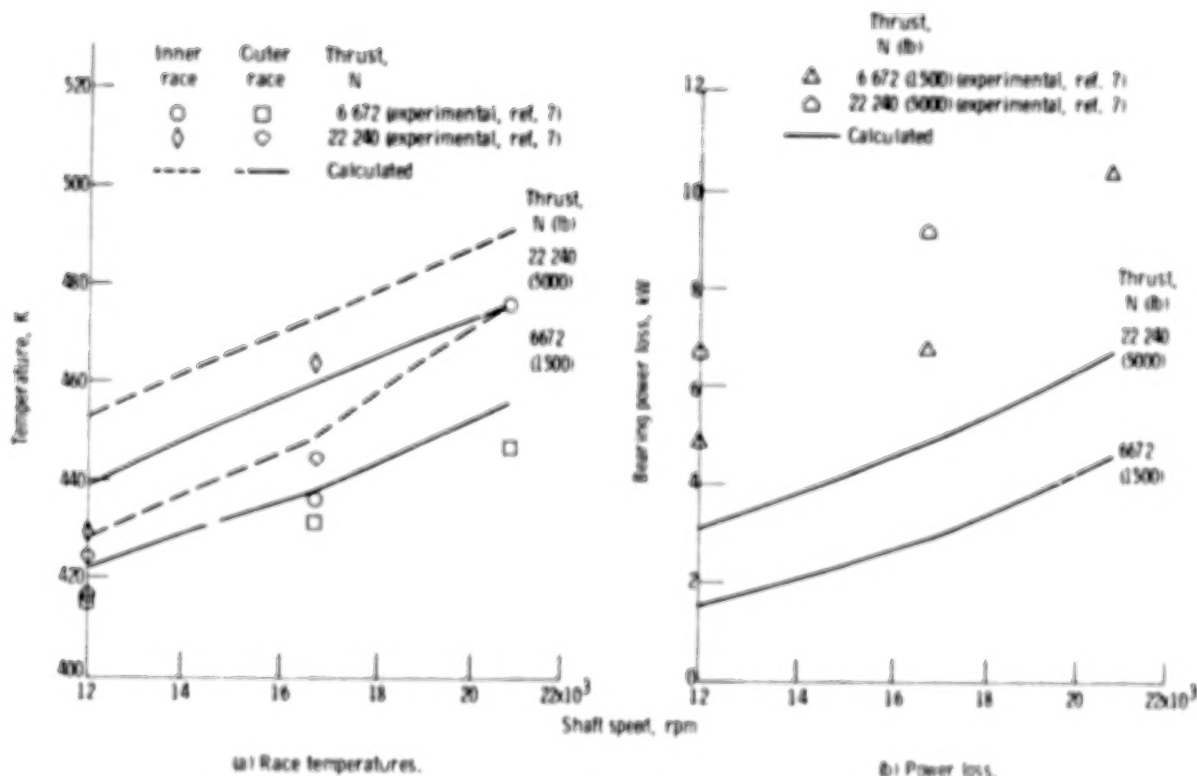 Inner race
Outer race
Thrust, N
6 672 (experimental, ref. 7)
22 240 (experimental, ref. 7)
Calculated
Thrust, N (lb)
22 240 (5000)
6672 (1500)
Temperature, K
520
500
480
460
440
420
400
12
14
16
18
20
22x10³
(a) Race temperatures.
Shaft speed, rpm
Thrust, N (lb)
6 672 (1500) (experimental, ref. 7)
22 240 (5000) (experimental, ref. 7)
Calculated
Thrust, N (lb)
22 240 (5000)
6672 (1500)
Bearing power loss, kW
12
10
8
6
4
2
0
12
14
16
18
20
22x10³
(b) Power loss.